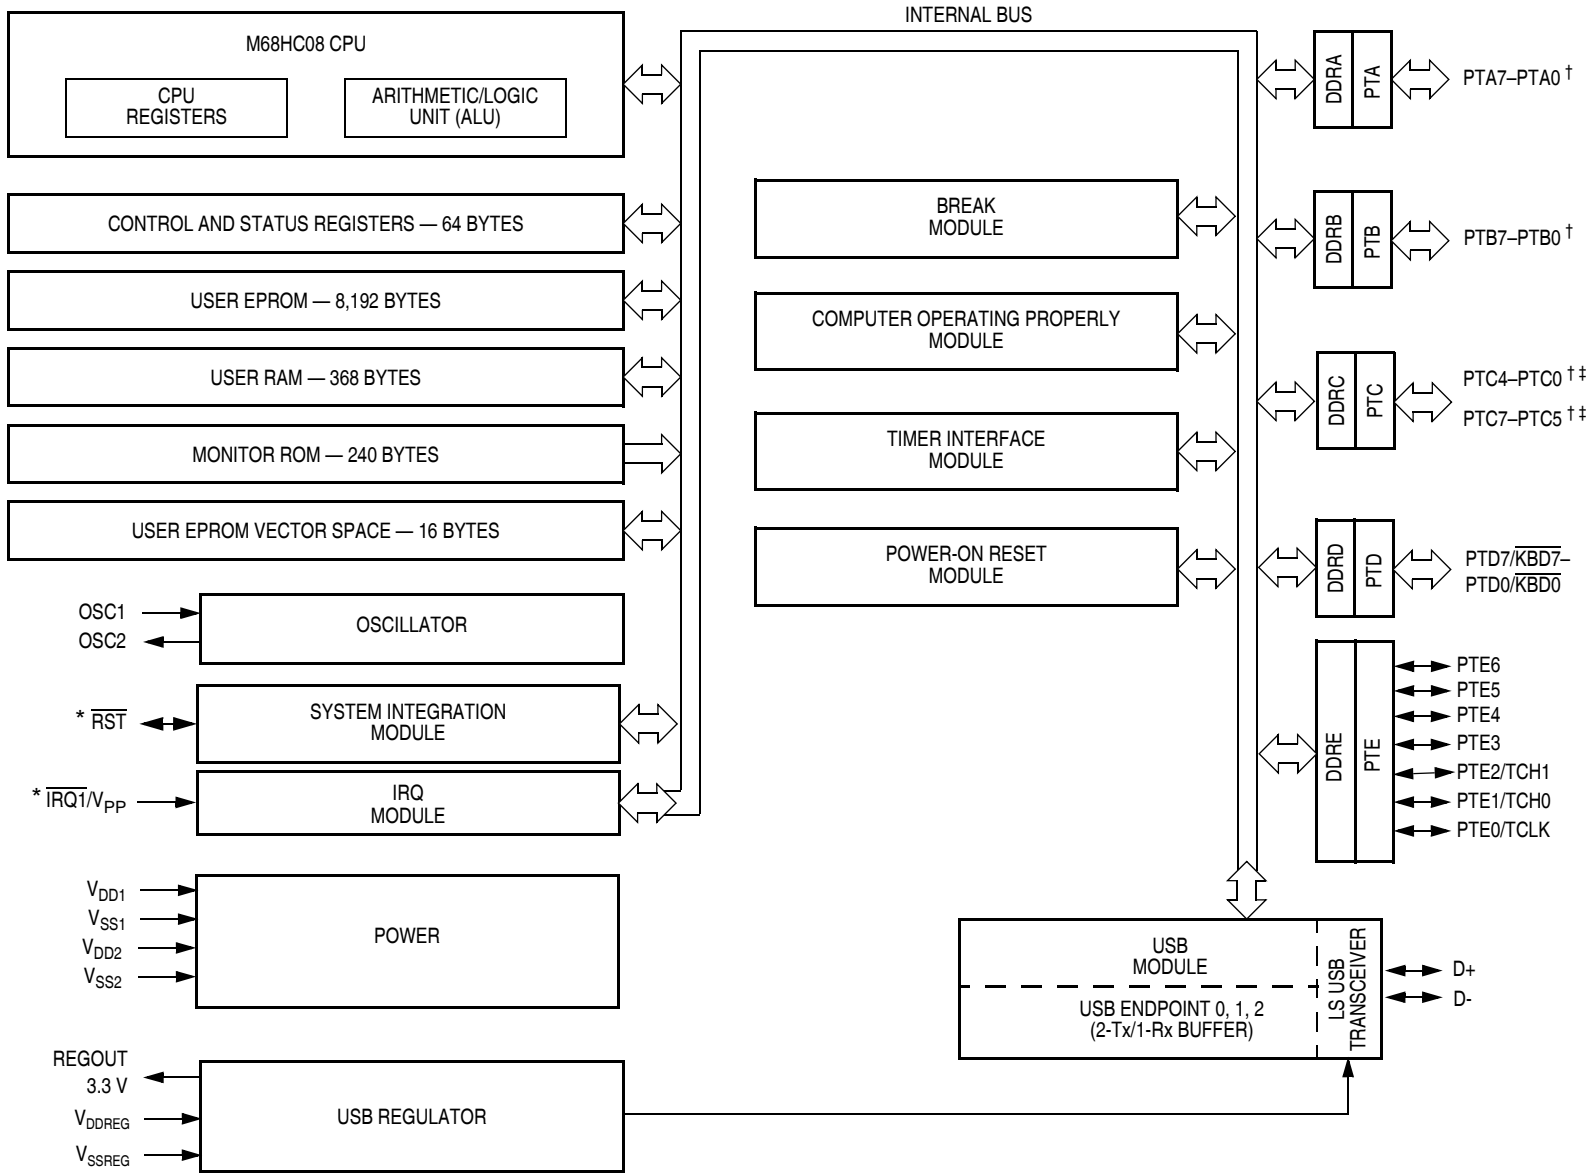 INTERNAL BUS
M68HC08 CPU
CPU
REGISTERS
ARITHMETIC/LOGIC
UNIT (ALU)
CONTROL AND STATUS REGISTERS — 64 BYTES
USER EPROM — 8,192 BYTES
USER RAM — 368 BYTES
MONITOR ROM — 240 BYTES
USER EPROM VECTOR SPACE — 16 BYTES
OSC1
OSC2
OSCILLATOR
* RST
SYSTEM INTEGRATION
MODULE
* IRQ1/VPP
IRQ
MODULE
VDD1
VSS1
VDD2
VSS2
POWER
REGOUT
3.3 V
VDDREG
VSSREG
USB REGULATOR
BREAK
MODULE
COMPUTER OPERATING PROPERLY
MODULE
TIMER INTERFACE
MODULE
POWER-ON RESET
MODULE
USB
MODULE
USB ENDPOINT 0, 1, 2
(2-Tx/1-Rx BUFFER)
LS USB
TRANSCEIVER
D+
D-
DDRA
PTA
PTA7–PTA0 †
DDRB
PTB
PTB7–PTB0 †
DDRC
PTC
PTC4–PTC0 † ‡
PTC7–PTC5 † ‡
DDRD
PTD
PTD7/KBD7–
PTD0/KBD0
DDRE
PTE
PTE6
PTE5
PTE4
PTE3
PTE2/TCH1
PTE1/TCH0
PTE0/TCLK